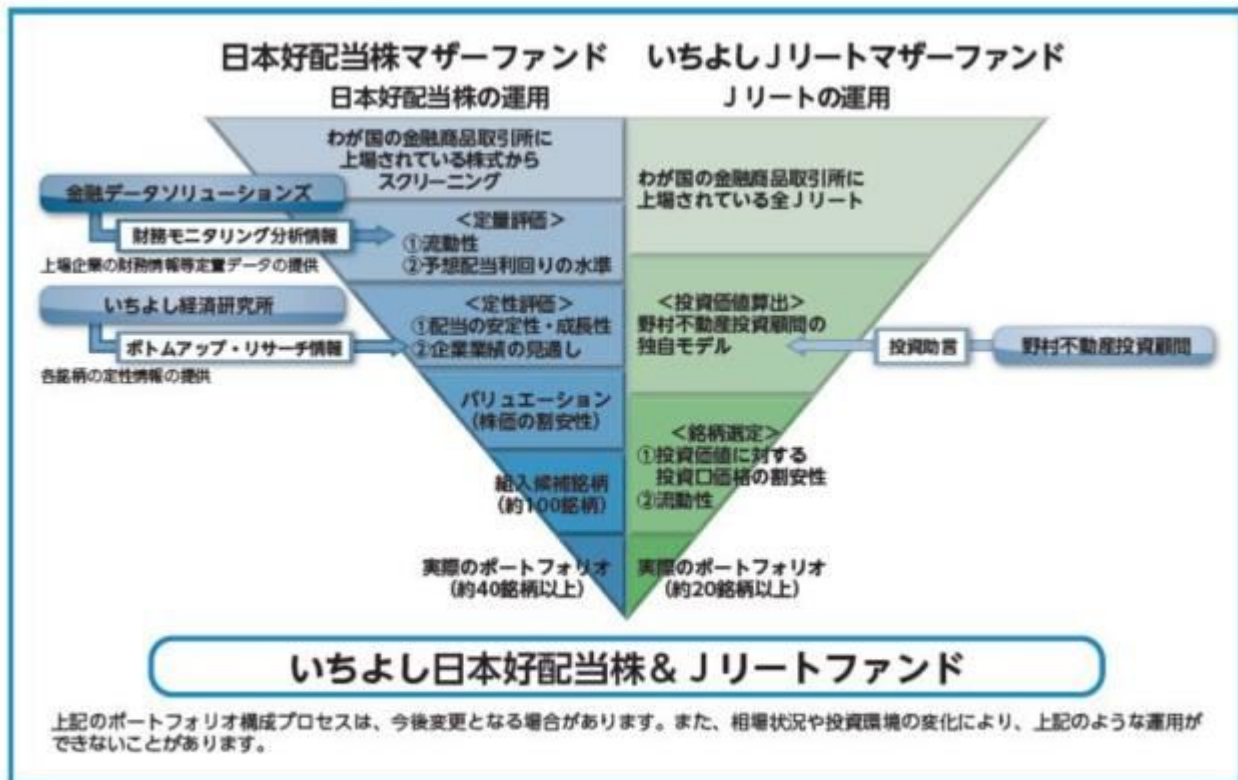 日本好配当株マザーファンド
日本好配当株の運用
わが国の金融商品取引所に
上場されている株式から
スクリーニング
金融データソリューションズ
財務モニタリング分析情報
上場企業の財務情報等定量データの提供
<定量評価>
①流動性
②予想配当利回りの水準
いちよし経済研究所
ボトムアップ・リサーチ情報
各銘柄の定性情報の提供
<定性評価>
①配当の安定性・成長性
②企業業績の見通し
バリュエーション
(株価の割安性)
組入候補銘柄
(約100銘柄)
実際のポートフォリオ
(約40銘柄以上)
いちよしJリートマザーファンド
Jリートの運用
わが国の金融商品取引所に
上場されている全Jリート
<投資価値算出>
野村不動産投資顧問の
独自モデル
投資助言
野村不動産投資顧問
<銘柄選定>
①投資価値に対する
投資口価格の割安性
②流動性
実際のポートフォリオ
(約20銘柄以上)
いちよし日本好配当株&Jリートファンド
上記のポートフォリオ構成プロセスは、今後変更となる場合があります。また、相場状況や投資環境の変化により、上記のような運用が
できないことがあります。